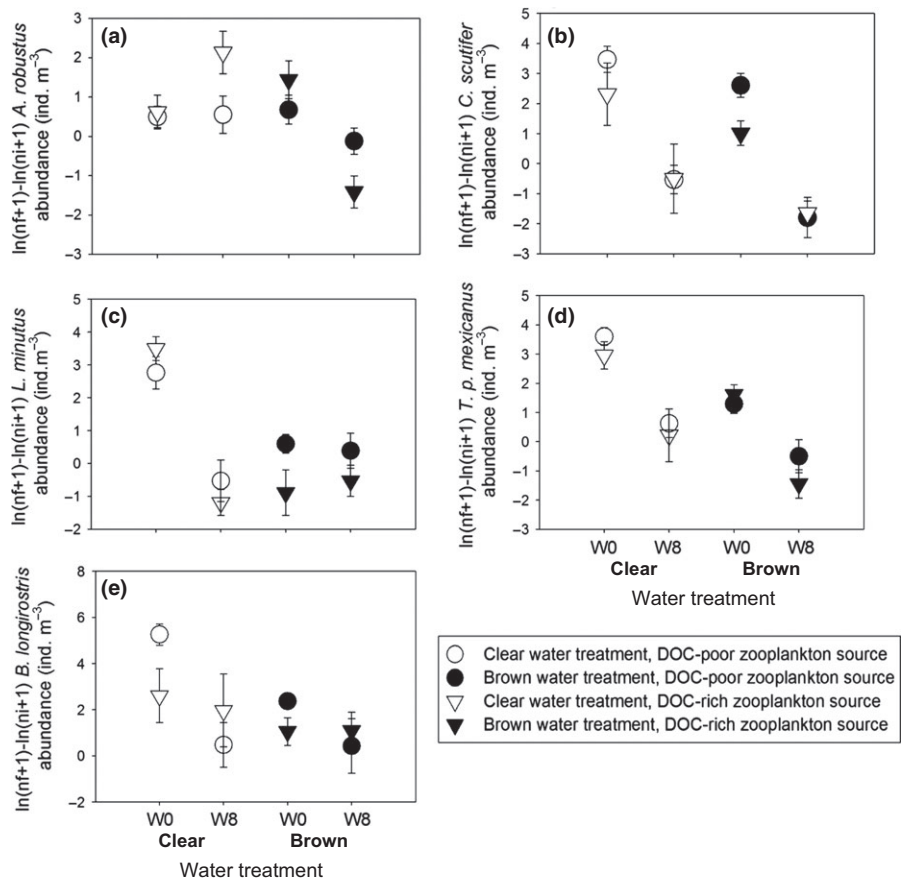 (a)
ln(nf+1)-ln(ni+1) A. robustus
abundance (ind. m⁻³)
3
2
1
0
−1
−2
3
(b)
ln(nf+1)-ln(ni+1) C. scutifer
abundance (ind. m⁻³)
5
4
3
2
1
0
−1
−2
−3
(c)
ln(nf+1)-ln(ni+1) L. minutus
abundance (ind.m⁻³)
5
4
3
2
1
0
−1
−2
(d)
ln(nf+1)-ln(ni+1) T. p. mexicanus
abundance (ind. m⁻³)
5
4
3
2
1
0
−1
−2
−3
W0 W8 W0 W8
Clear Brown
Water treatment
(e)
ln(nf+1)-ln(ni+1) B. longirostris
abundance (ind. m⁻³)
8
6
4
2
0
−2
W0 W8 W0 W8
Clear Brown
Water treatment
Clear water treatment, DOC-poor zooplankton source
Brown water treatment, DOC-poor zooplankton source
Clear water treatment, DOC-rich zooplankton source
Brown water treatment, DOC-rich zooplankton source